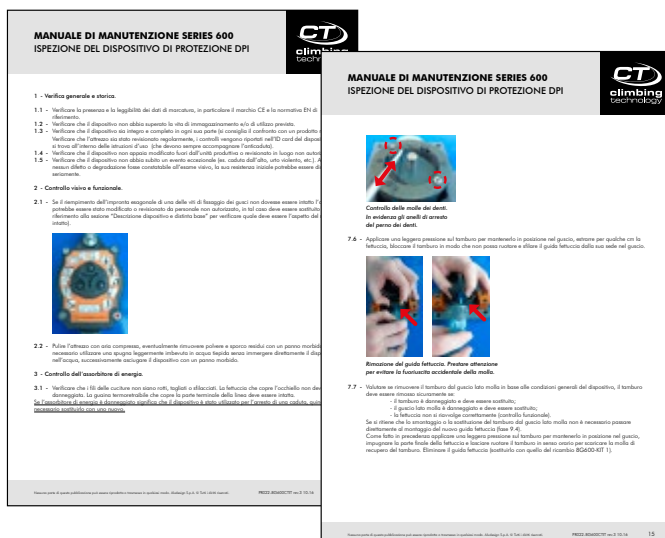 MANUALE DI MANUTENZIONE SERIES 600
ISPEZIONE DEL DISPOSITIVO DI PROTEZIONE DPI
CT
climbing
techn
1 - Verifica generale e storica.
1.1 - Verificare la presenza e la leggibilità dei dati di marcatura, in particolare il marchio CE e la normativa EN di
riferimento.
1.2 - Verificare che il dispositivo non abbia superato la vita di immagazzinamento e/o di utilizzo prevista.
1.3 - Verificare che il dispositivo sia integro e completo in ogni sua parte (si consiglia il confronto con un prodotto
Verificare che l'attrezzo sia stato revisionato regolarmente, i controlli vengono riportati nell'ID card del dispos
si trova all'interno delle istruzioni d'uso (che devono sempre accompagnare l'anticaduta).
1.4 - Verificare che il dispositivo non appaia modificato fuori dall'unità produttiva o revisionato in luogo non autori
1.5 - Verificare che il dispositivo non abbia subito un evento eccezionale (es. caduta dall'alto, urto violento, etc.). A
nessun difetto o degradazione fosse constatabile all'esame visivo, la sua resistenza iniziale potrebbe essere di
seriamente.
2 - Controllo visivo e funzionale.
2.1 - Se il riempimento dell'impronta esagonale di una delle viti di fissaggio dei gusci non dovesse essere intatto l'
potrebbe essere stato modificato o revisionato da personale non autorizzato, in tal caso deve essere sostituito
riferimento alla sezione "Descrizione dispositivo e distinta base" per verificare quale deve essere l'aspetto del
intatto).
2.2 - Pulire l'attrezzo con aria compressa, eventualmente rimuovere polvere e sporco residui con un panno morbid
necessario utilizzare una spugna leggermente imbevuta in acqua tiepida senza immergere direttamente il disp
nell'acqua, successivamente asciugare il dispositivo con un panno morbido.
3 - Controllo dell'assorbitore di energia.
3.1 - Verificare che i fili delle cuciture non siano rotti, tagliati o sfilacciati. La fettuccia che copre l'occhiello non dev
danneggiata. La guaina termoretraibile che copre la parte terminale della linea deve essere intatta.
Se l'assorbitore di energia è danneggiato significa che il dispositivo è stato utilizzato per l'arresto di una caduta, quin
necessario sostituirlo con uno nuovo.
MANUALE DI MANUTENZIONE SERIES 600
ISPEZIONE DEL DISPOSITIVO DI PROTEZIONE DPI
CT
climbing
technology
Controllo delle molle dei denti.
In evidenza gli anelli di arresto
del perno dei denti.
7.6 - Applicare una leggera pressione sul tamburo per mantenerlo in posizione nel guscio, estrarre per qualche cm la
fettuccia, bloccare il tamburo in modo che non possa ruotare e sfilare il guida fettuccia dalla sua sede nel guscio.
Rimozione del guida fettuccia. Prestare attenzione
per evitare la fuoriuscita accidentale della molla.
7.7 - Valutare se rimuovere il tamburo dal guscio lato molla in base alle condizioni generali del dispositivo, il tamburo
deve essere rimosso sicuramente se:
- il tamburo è danneggiato e deve essere sostituito;
- il guscio lato molla è danneggiato e deve essere sostituito;
- la fettuccia non si riavvolge correttamente (controllo funzionale).
Se si ritiene che lo smontaggio o la sostituzione del tamburo dal guscio lato molla non è necessario passare
direttamente al montaggio del nuovo guida fettuccia (fase 9.4).
Come fatto in precedenza applicare una leggera pressione sul tamburo per mantenerlo in posizione nel guscio,
impugnare la parte finale della fettuccia e lasciare ruotare il tamburo in senso orario per scaricare la molla di
recupero del tamburo. Eliminare il guida fettuccia (sostituirlo con quello del ricambio BG600-KIT 1).
15